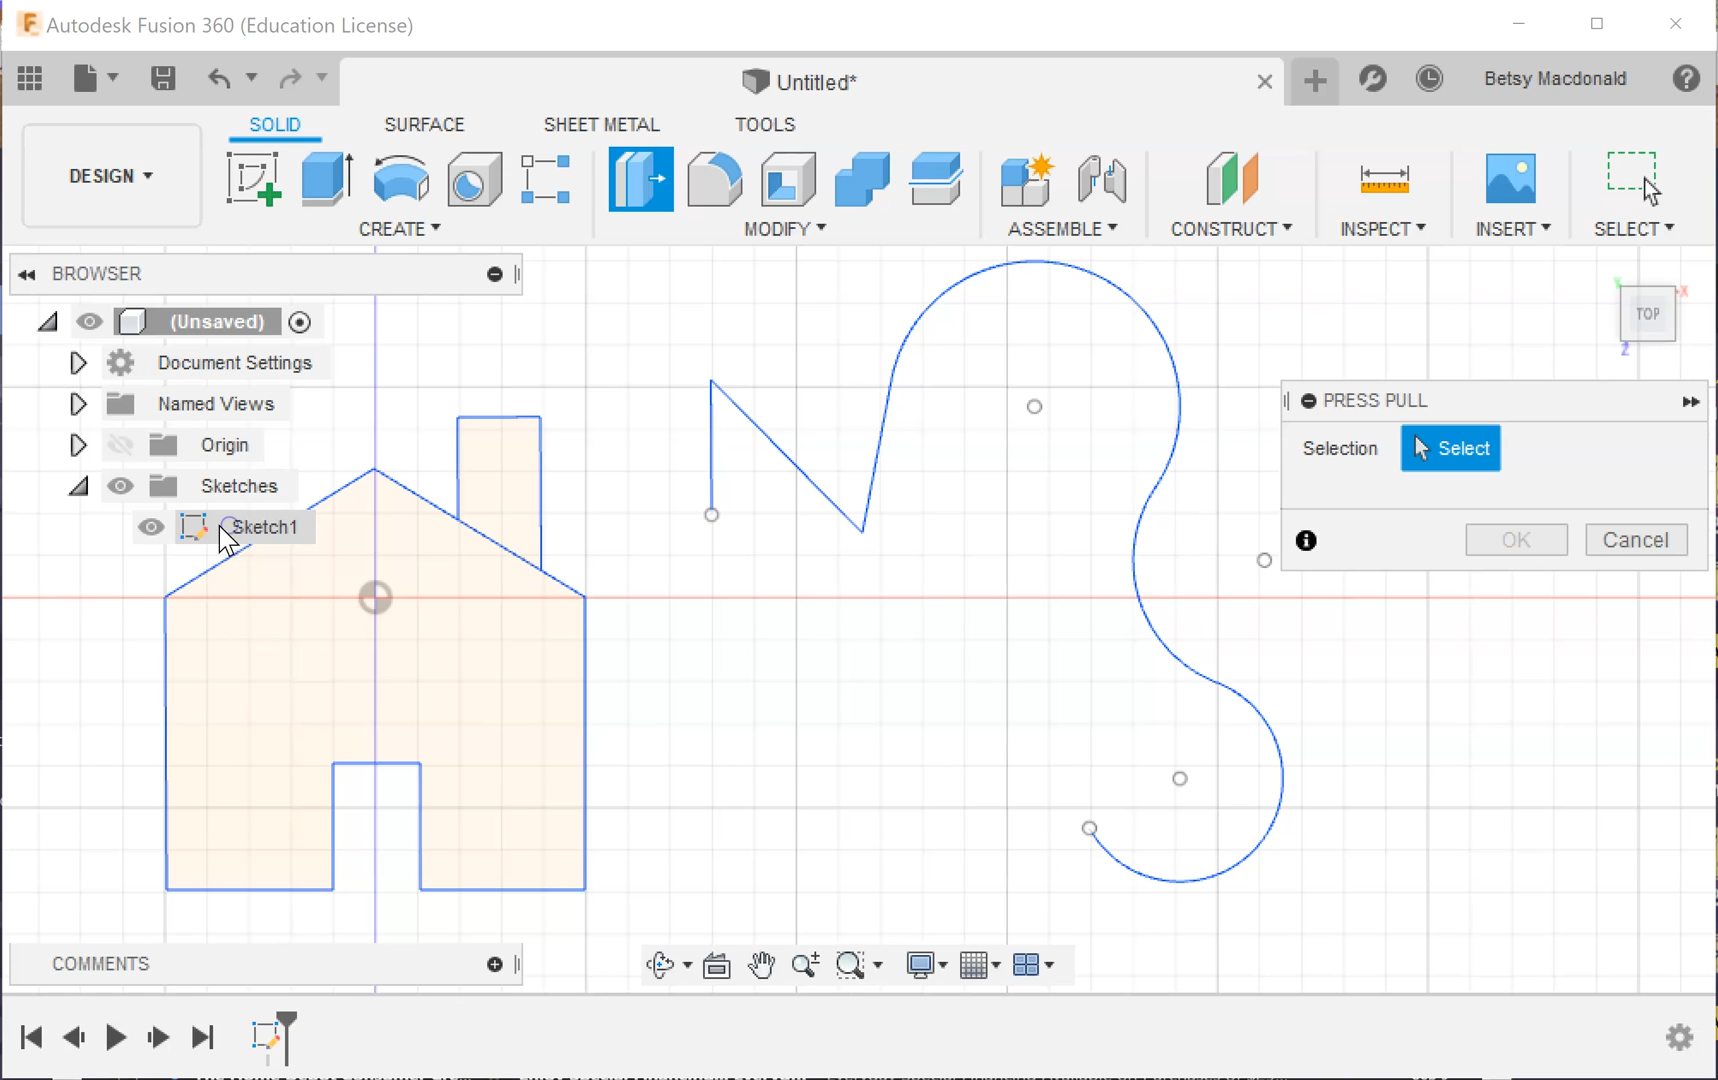 Autodesk Fusion 360 (Education License)
Untitled*
Betsy Macdonald
SOLID SURFACE SHEET METAL TOOLS
DESIGN
CREATE MODIFY ASSEMBLE CONSTRUCT INSPECT INSERT SELECT
BROWSER
(Unsaved)
Document Settings
Named Views
Origin
Sketches
Sketch1
TOP
X
Y
Z
PRESS PULL
Selection Select
OK Cancel
COMMENTS